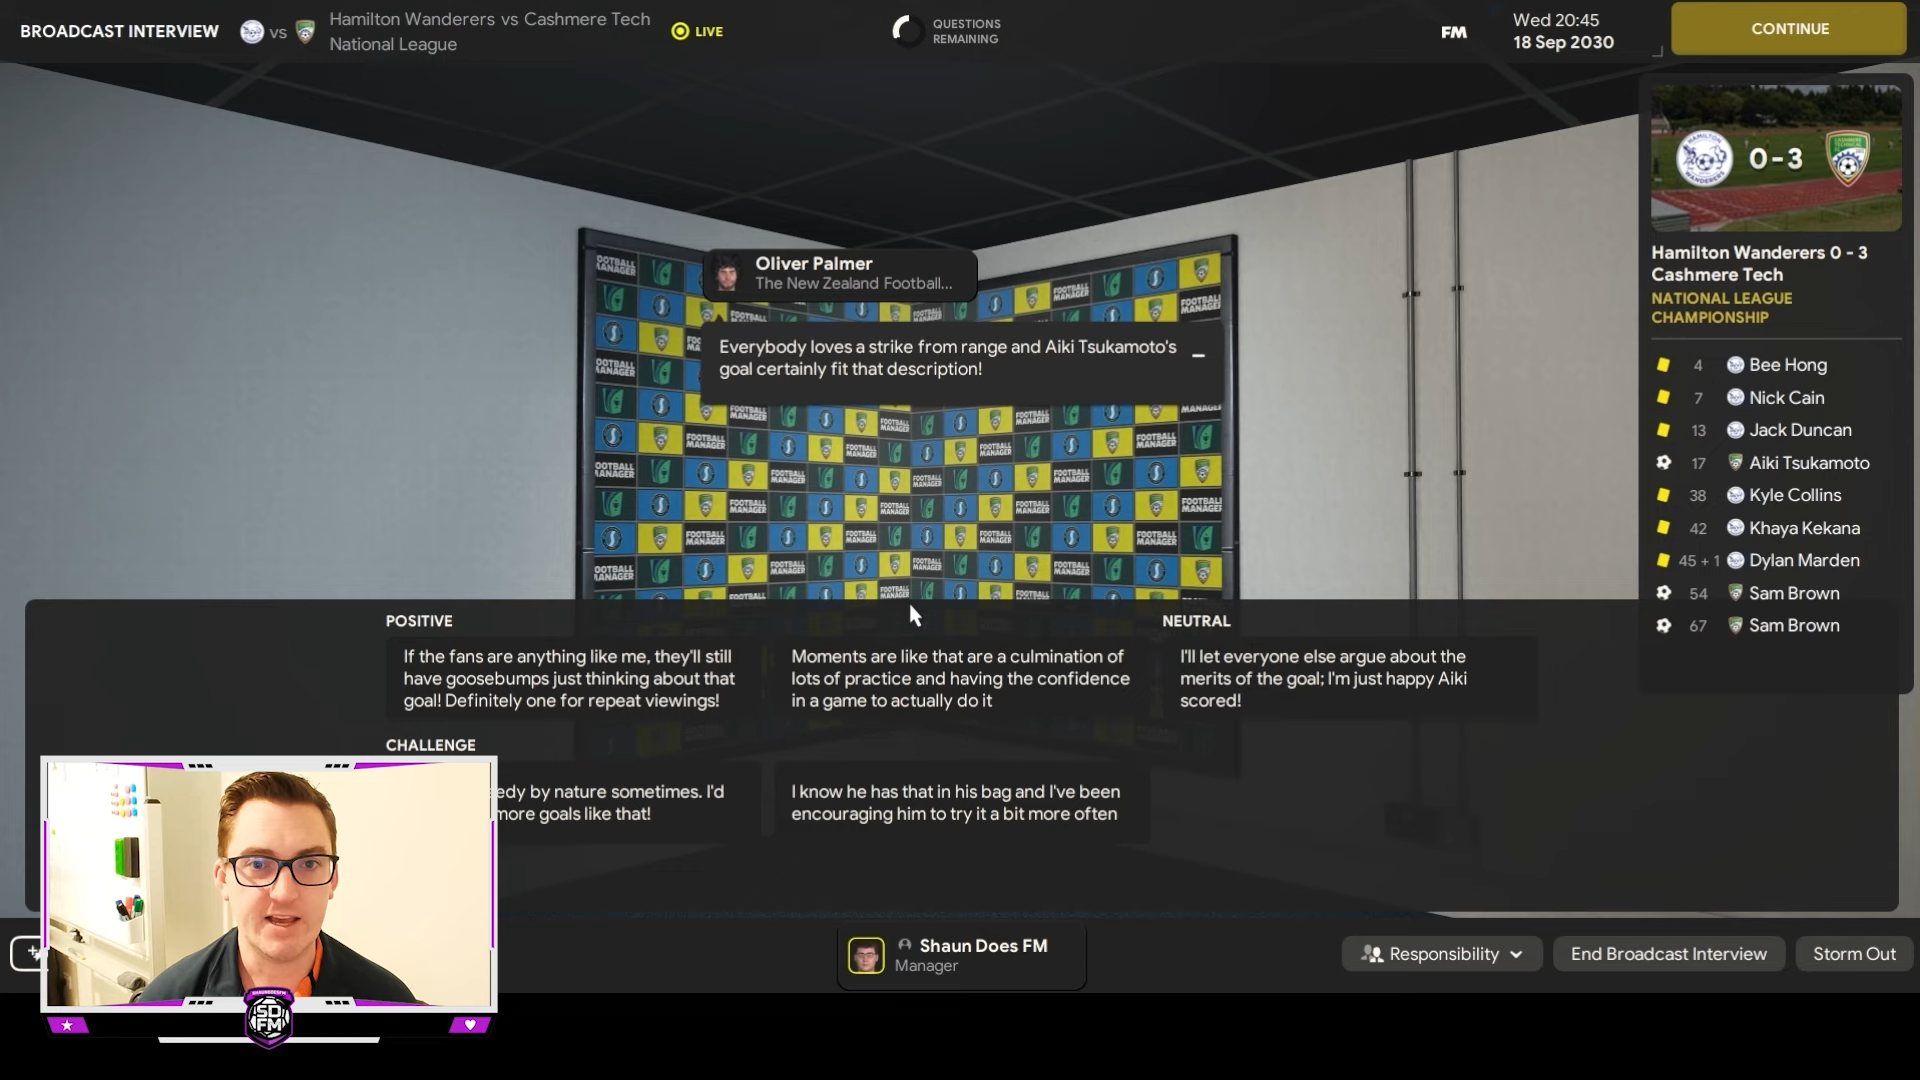 BROADCAST INTERVIEW
vs
Hamilton Wanderers vs Cashmere Tech
National League
LIVE
QUESTIONS
REMAINING
FM
Wed 20:45
18 Sep 2030
CONTINUE
0 - 3
Hamilton Wanderers 0 - 3
Cashmere Tech
NATIONAL LEAGUE
CHAMPIONSHIP
4 Bee Hong
7 Nick Cain
13 Jack Duncan
17 Aiki Tsukamoto
38 Kyle Collins
42 Khaya Kekana
45 + 1 Dylan Marden
54 Sam Brown
67 Sam Brown
Oliver Palmer
The New Zealand Football...
Everybody loves a strike from range and Aiki Tsukamoto's
goal certainly fit that description!
FOOTBALL
MANAGER
POSITIVE
If the fans are anything like me, they'll still
have goosebumps just thinking about that
goal! Definitely one for repeat viewings!
Moments are like that are a culmination of
lots of practice and having the confidence
in a game to actually do it
NEUTRAL
I'll let everyone else argue about the
merits of the goal; I'm just happy Aiki
scored!
CHALLENGE
edy by nature sometimes. I'd
more goals like that!
I know he has that in his bag and I've been
encouraging him to try it a bit more often
Shaun Does FM
Manager
Responsibility
End Broadcast Interview
Storm Out
SHAUNDOESFM
SD
FM